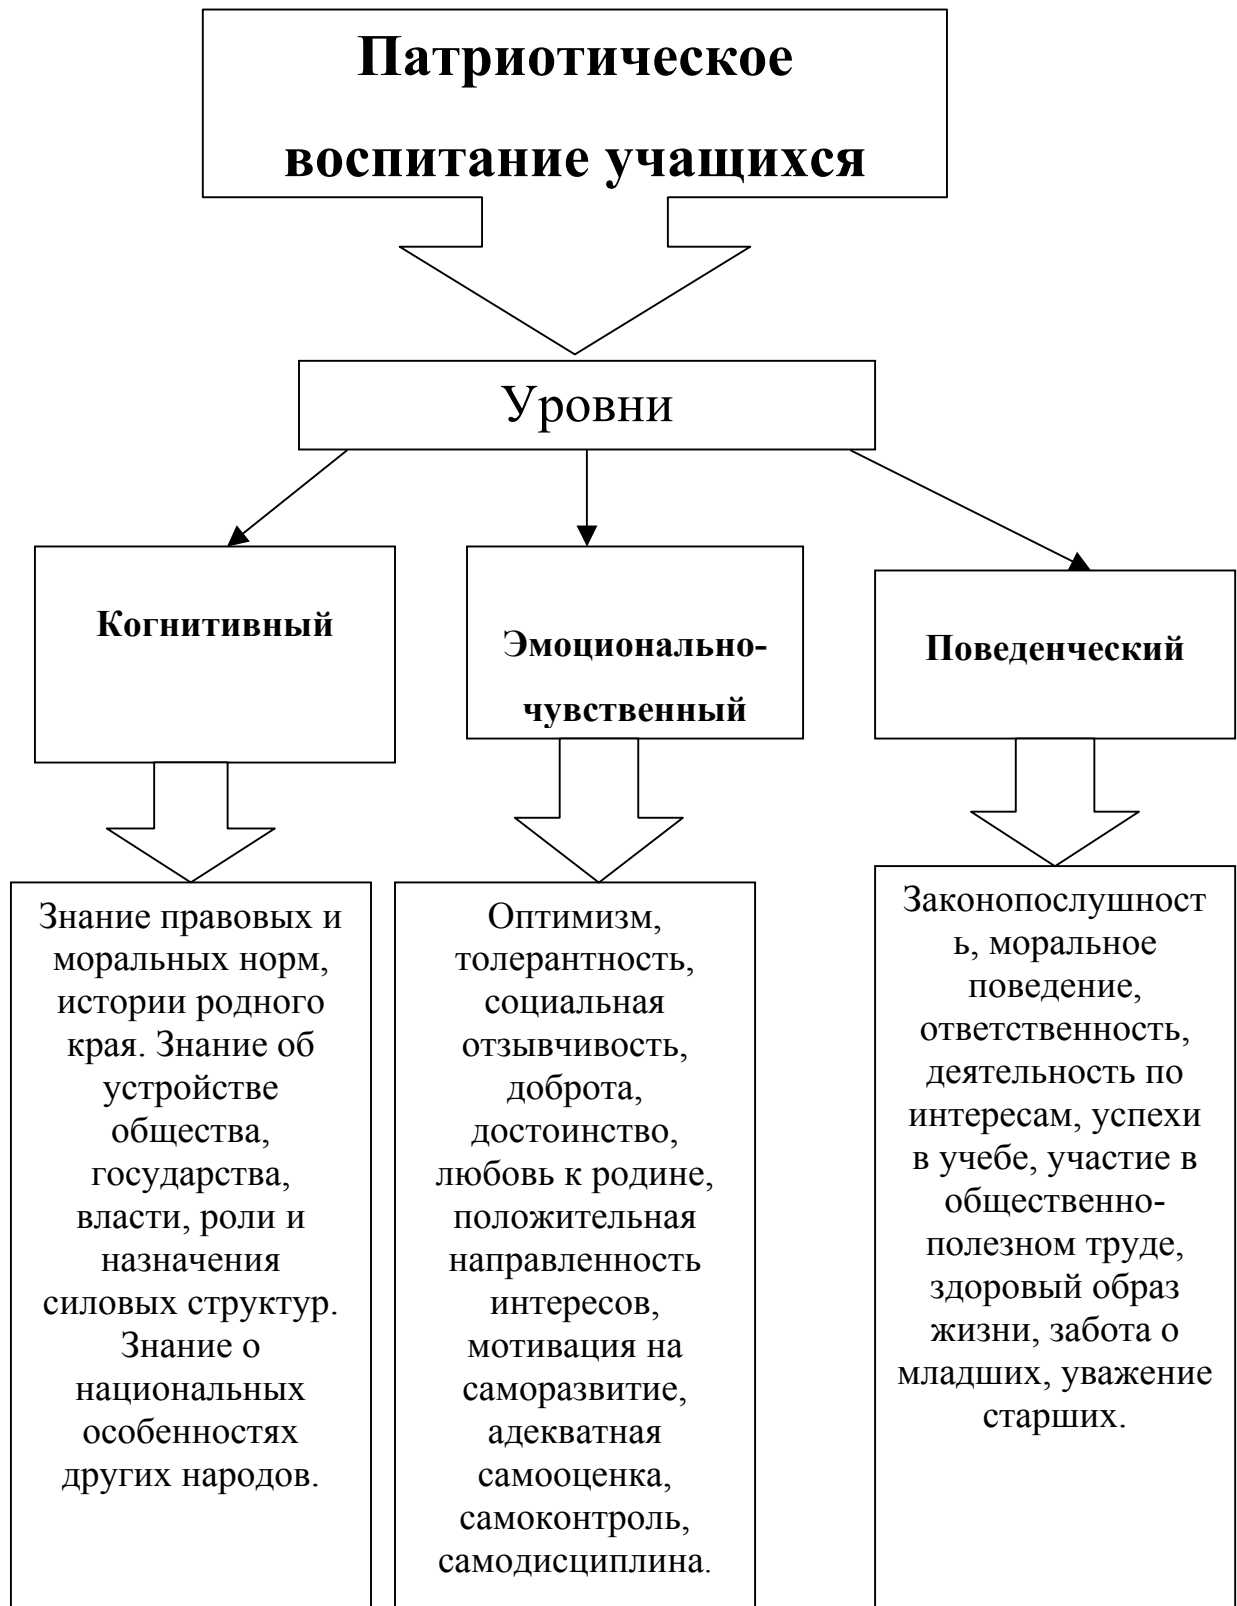 Патриотическое
воспитание учащихся
Уровни
Когнитивный
Эмоционально-
чувственный
Поведенческий
Знание правовых и
моральных норм,
истории родного
края. Знание об
устройстве
общества,
государства,
власти, роли и
назначения
силовых структур.
Знание о
национальных
особенностях
других народов.
Оптимизм,
толерантность,
социальная
отзывчивость,
доброта,
достоинство,
любовь к родине,
положительная
направленность
интересов,
мотивация на
саморазвитие,
адекватная
самооценка,
самоконтроль,
самодисциплина.
Законопослушност
ь, моральное
поведение,
ответственность,
деятельность по
интересам, успехи
в учебе, участие в
общественно-
полезном труде,
здоровый образ
жизни, забота о
младших, уважение
старших.